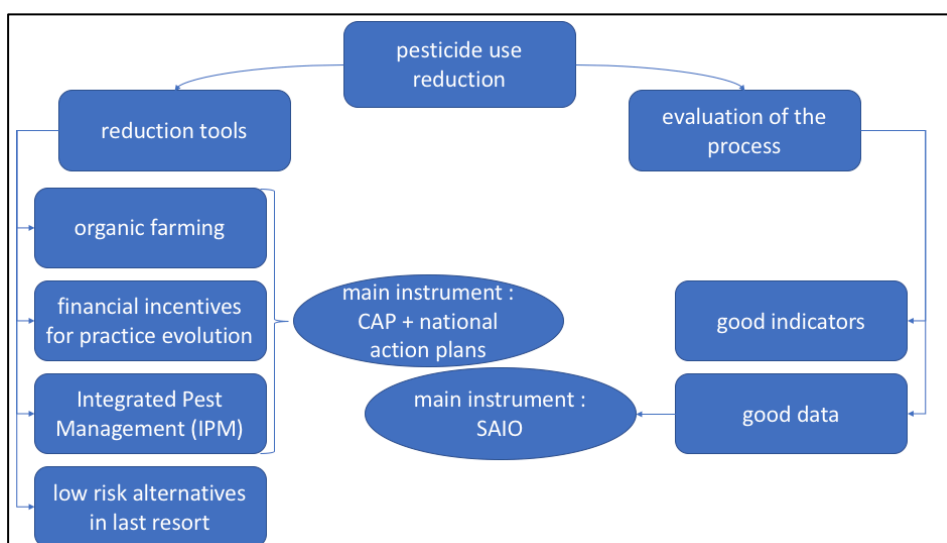 pesticide use
reduction
reduction tools
evaluation of the
process
organic farming
financial incentives
for practice evolution
main instrument :
CAP + national
action plans
good indicators
Integrated Pest
Management (IPM)
main instrument :
SAIO
good data
low risk alternatives
in last resort